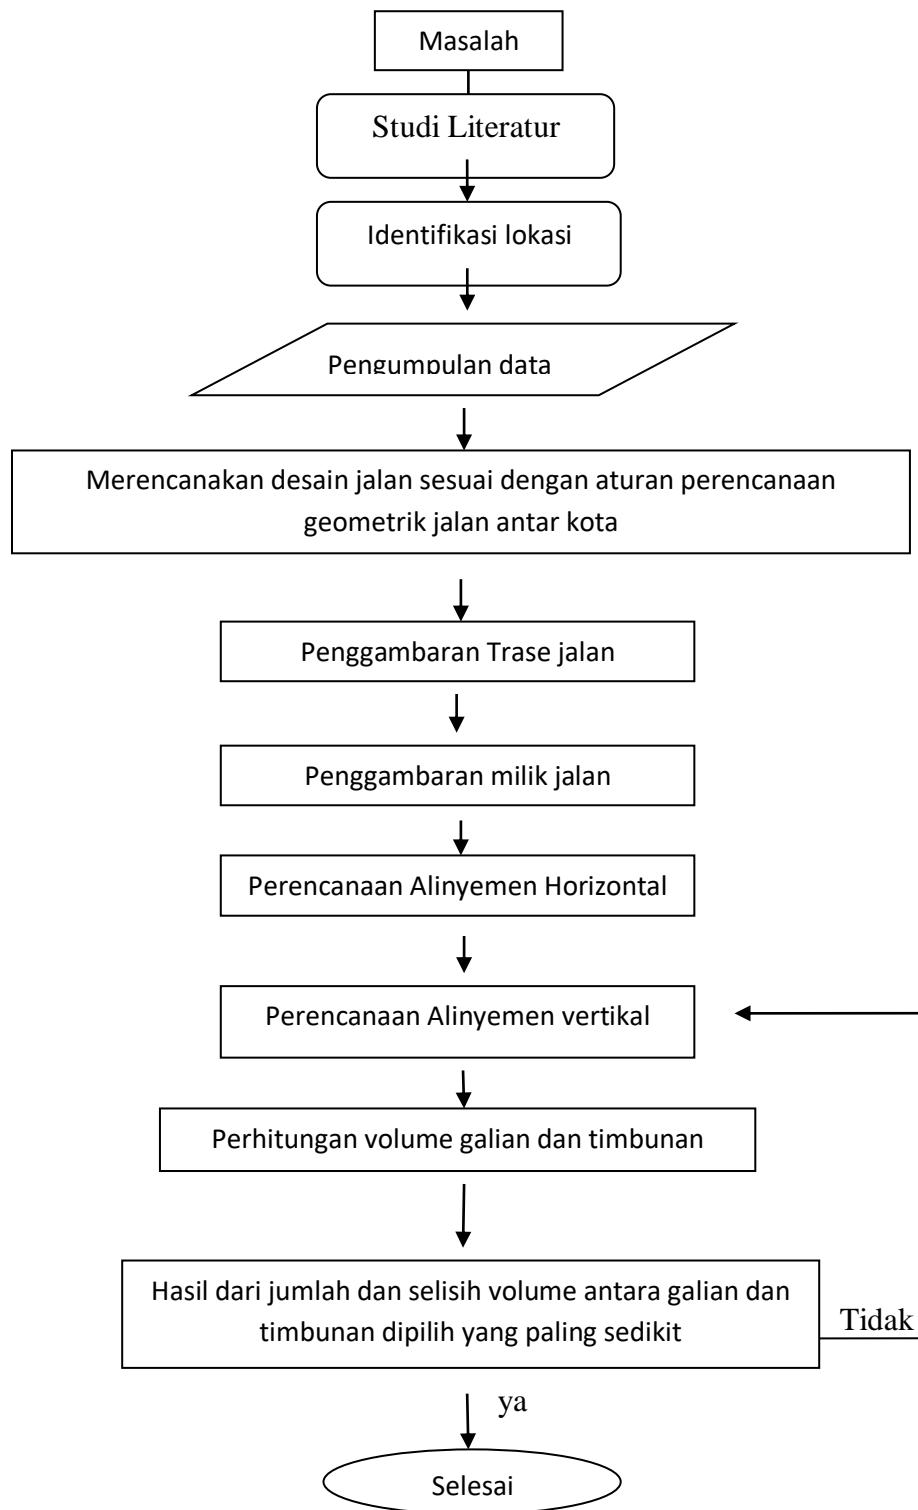 Masalah
Studi Literatur
Identifikasi lokasi
Pengumpulan data
Merencanakan desain jalan sesuai dengan aturan perencanaan
geometrik jalan antar kota
Penggambaran Trase jalan
Penggambaran milik jalan
Perencanaan Alinyemen Horizontal
Perencanaan Alinyemen vertikal
Perhitungan volume galian dan timbunan
Hasil dari jumlah dan selisih volume antara galian dan
timbunan dipilih yang paling sedikit
Tidak
ya
Selesai